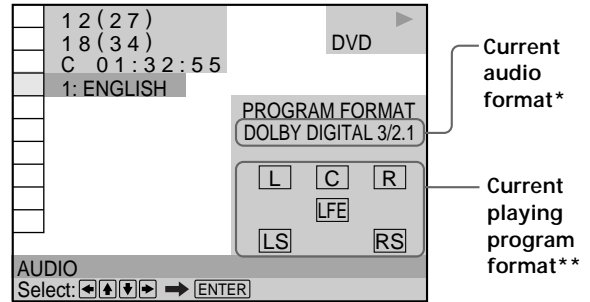 12(27)
18(34)
C 01:32:55
1: ENGLISH
DVD
PROGRAM FORMAT
DOLBY DIGITAL 3/2.1
L C R
LFE
LS RS
AUDIO
Select: ENTER
Current
audio
format*
Current
playing
program
format**